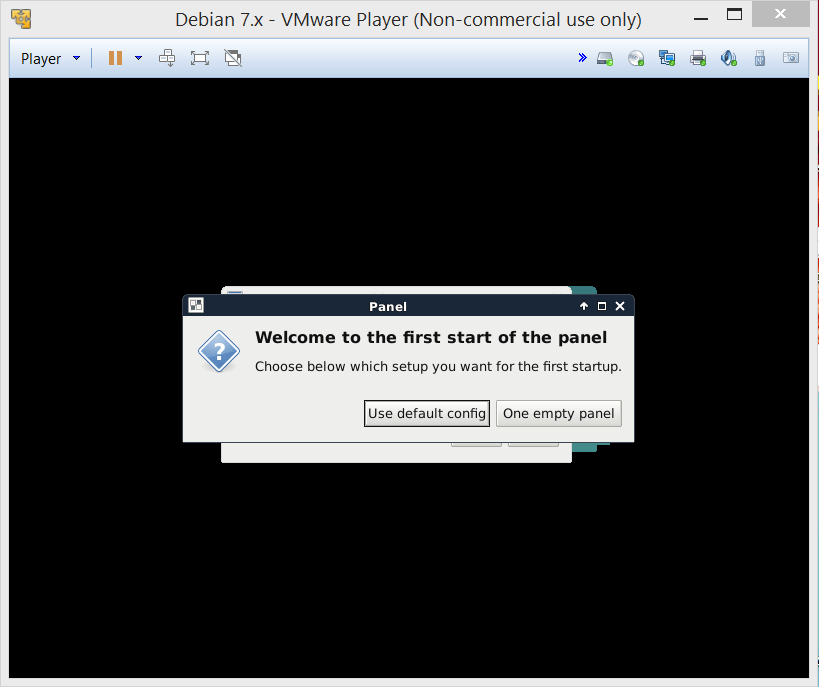 Debian 7.x - VMware Player (Non-commercial use only)
Player
Panel
Welcome to the first start of the panel
Choose below which setup you want for the first startup.
Use default config
One empty panel